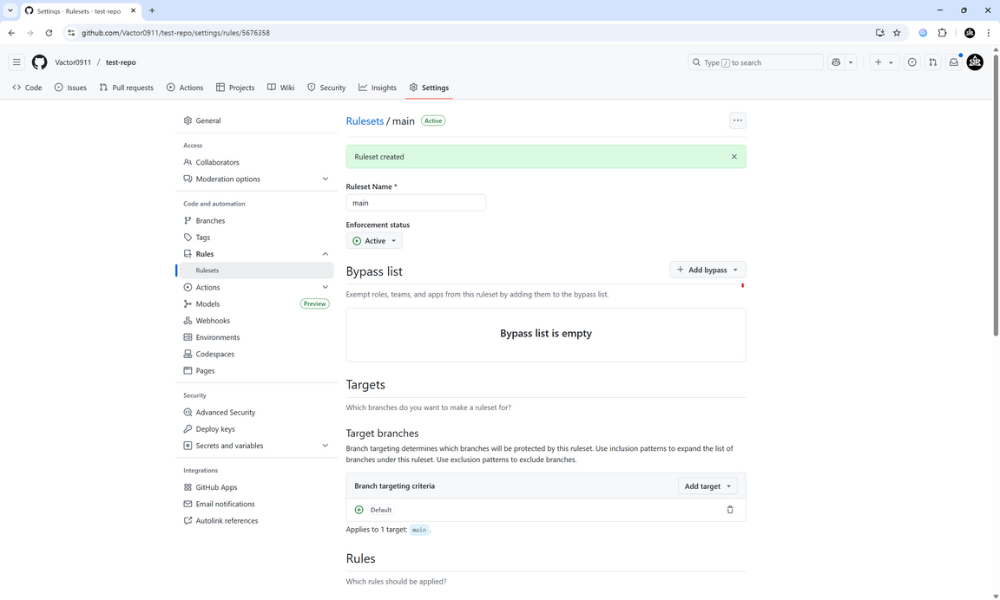 Settings · Rulesets · test-repo
github.com/Vactor0911/test-repo/settings/rules/5676358
Vactor0911 / test-repo
Type / to search
Code Issues Pull requests Actions Projects Wiki Security Insights Settings
General
Access
Collaborators
Moderation options
Code and automation
Branches
Tags
Rules
Rulesets
Actions
Models Preview
Webhooks
Environments
Codespaces
Pages
Security
Advanced Security
Deploy keys
Secrets and variables
Integrations
GitHub Apps
Email notifications
Autolink references
Rulesets / main Active
Ruleset created
Ruleset Name *
main
Enforcement status
Active
Bypass list
Add bypass
Exempt roles, teams, and apps from this ruleset by adding them to the bypass list.
Bypass list is empty
Targets
Which branches do you want to make a ruleset for?
Target branches
Branch targeting determines which branches will be protected by this ruleset. Use inclusion patterns to expand the list of
branches under this ruleset. Use exclusion patterns to exclude branches.
Branch targeting criteria
Add target
Default
Applies to 1 target: main.
Rules
Which rules should be applied?